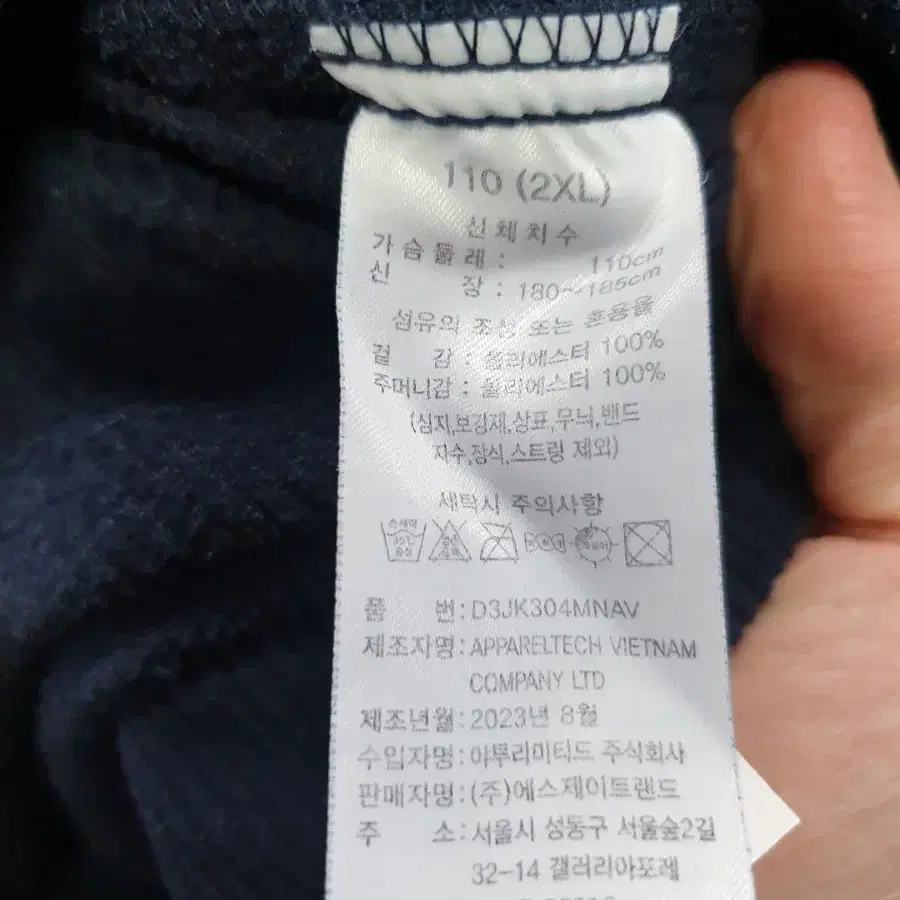 110 (2XL)
신체치수
가슴둘레 : 110cm
신 장 : 180~185cm
섬유의 조성 또는 혼용율
겉 감 : 폴리에스터 100%
주머니감 : 폴리에스터 100%
(심지,보강제,상표,무늬,밴드
자수,장식,스트링 제외)
세탁시 주의사항
손세탁
품 번:D3JK304MNAV
제조자명:APPARELTECH VIETNAM
COMPANY LTD
제조년월:2023년 8월
수입자명:야투리미티드 주식회사
판매자명:(주)에스제이트랜드
주 소:서울시 성동구 서울숲2길
32-14 갤러리아포레